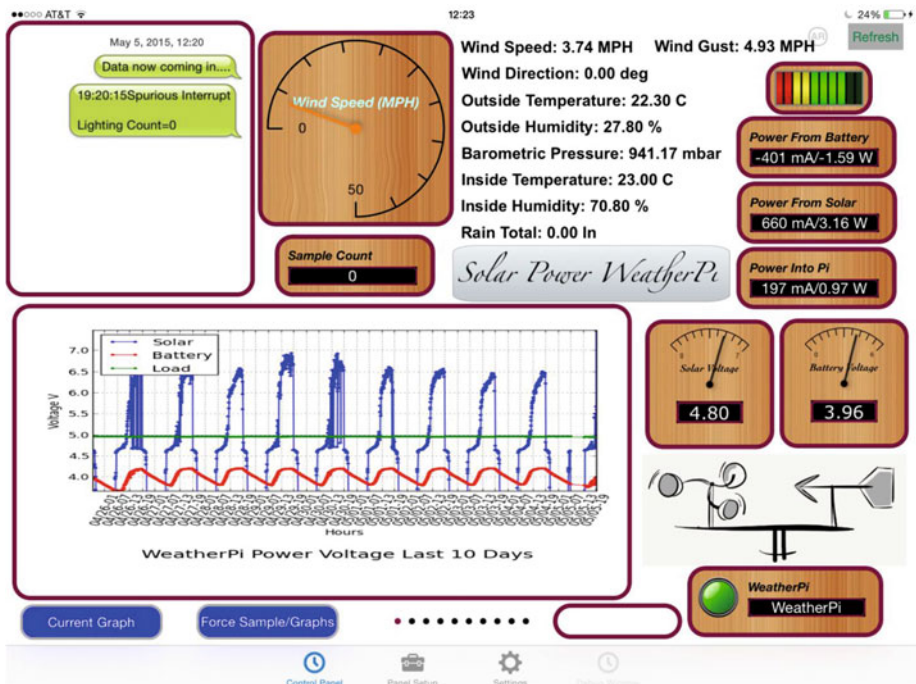 AT&T
12:23
24%
May 5, 2015, 12:20
Data now coming in....
19:20:15Spurious Interrupt
Lighting Count=0
Wind Speed (MPH)
0
50
Sample Count
0
Wind Speed: 3.74 MPH Wind Gust: 4.93 MPH
Wind Direction: 0.00 deg
Outside Temperature: 22.30 C
Outside Humidity: 27.80 %
Barometric Pressure: 941.17 mbar
Inside Temperature: 23.00 C
Inside Humidity: 70.80 %
Rain Total: 0.00 In
Solar Power WeatherPi
AR
Refresh
Power From Battery
-401 mA/-1.59 W
Power From Solar
660 mA/3.16 W
Power Into Pi
197 mA/0.97 W
Solar
Battery
Load
Voltage V
7.0
6.5
6.0
5.5
5.0
4.5
4.0
Hours
WeatherPi Power Voltage Last 10 Days
0 7
Solar Voltage
4.80
0 6
Battery Voltage
3.96
WeatherPi
WeatherPi
Current Graph
Force Sample/Graphs
Control Panel
Panel Setup
Settings